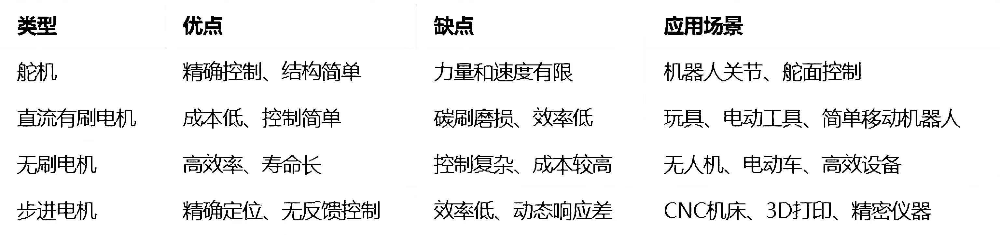 类型 优点 缺点 应用场景
舵机 精确控制、结构简单 力量和速度有限 机器人关节、舵面控制
直流有刷电机 成本低、控制简单 碳刷磨损、效率低 玩具、电动工具、简单移动机器人
无刷电机 高效率、寿命长 控制复杂、成本较高 无人机、电动车、高效设备
步进电机 精确定位、无反馈控制 效率低、动态响应差 CNC机床、3D打印、精密仪器